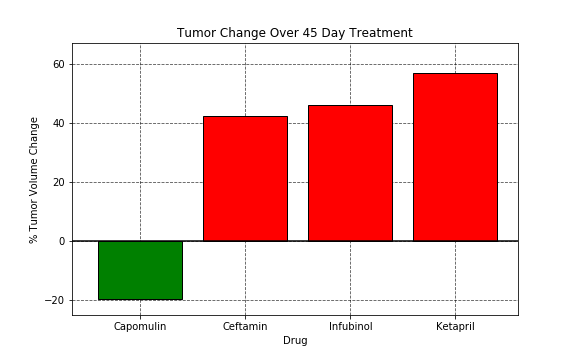 Tumor Change Over 45 Day Treatment
60
40
20
0
−20
% Tumor Volume Change
Capomulin Ceftamin Infubinol Ketapril
Drug